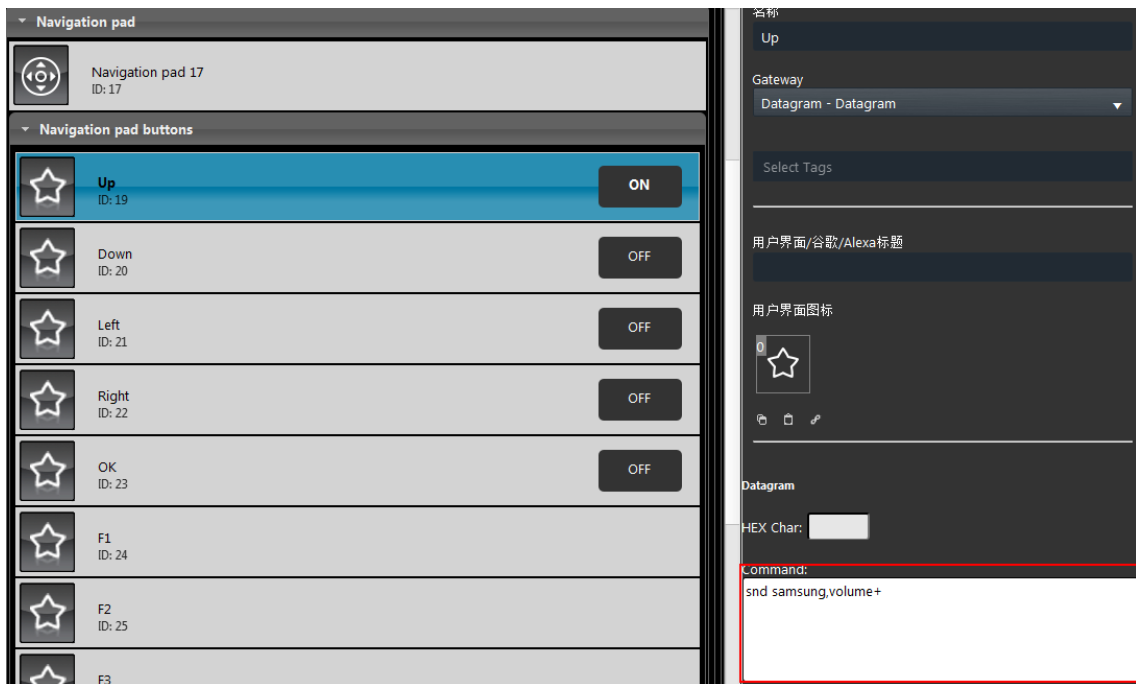 Navigation pad
Navigation pad 17
ID: 17
Navigation pad buttons
Up
ID: 19
ON
Down
ID: 20
OFF
Left
ID: 21
OFF
Right
ID: 22
OFF
OK
ID: 23
OFF
F1
ID: 24
F2
ID: 25
F3
名称
Up
Gateway
Datagram - Datagram
Select Tags
用户界面/谷歌/Alexa标题
用户界面图标
0
Datagram
HEX Char:
Command:
snd samsung,volume+